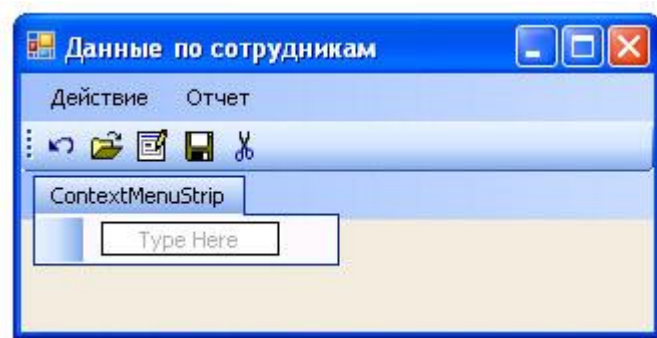 Данные по сотрудникам
Действие Отчет
ContextMenuStrip
Type Here